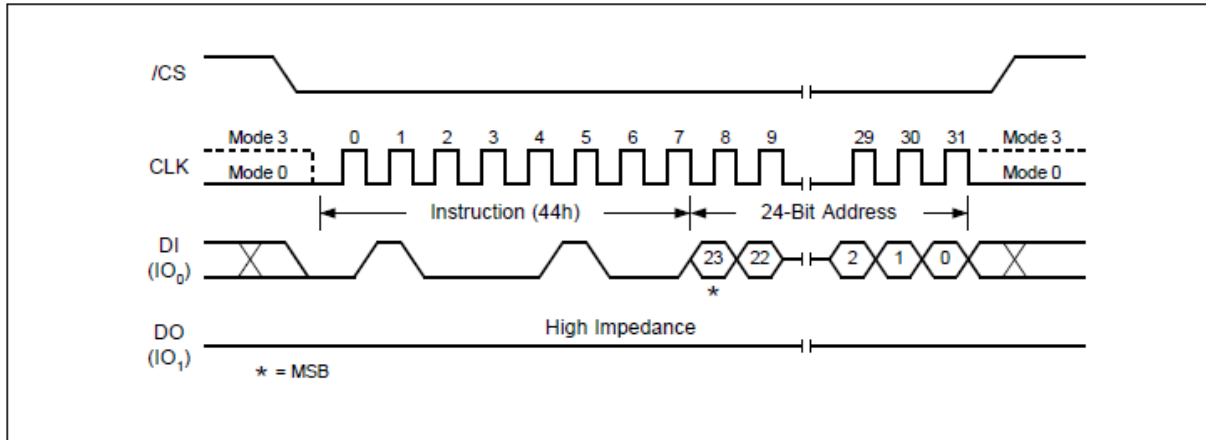 /CS
Mode 3 0 1 2 3 4 5 6 7 8 9 29 30 31 Mode 3
CLK Mode 0 Mode 0
Instruction (44h) 24-Bit Address
DI
(IO0) 23 22 2 1 0
*
DO High Impedance
(IO1)
* = MSB